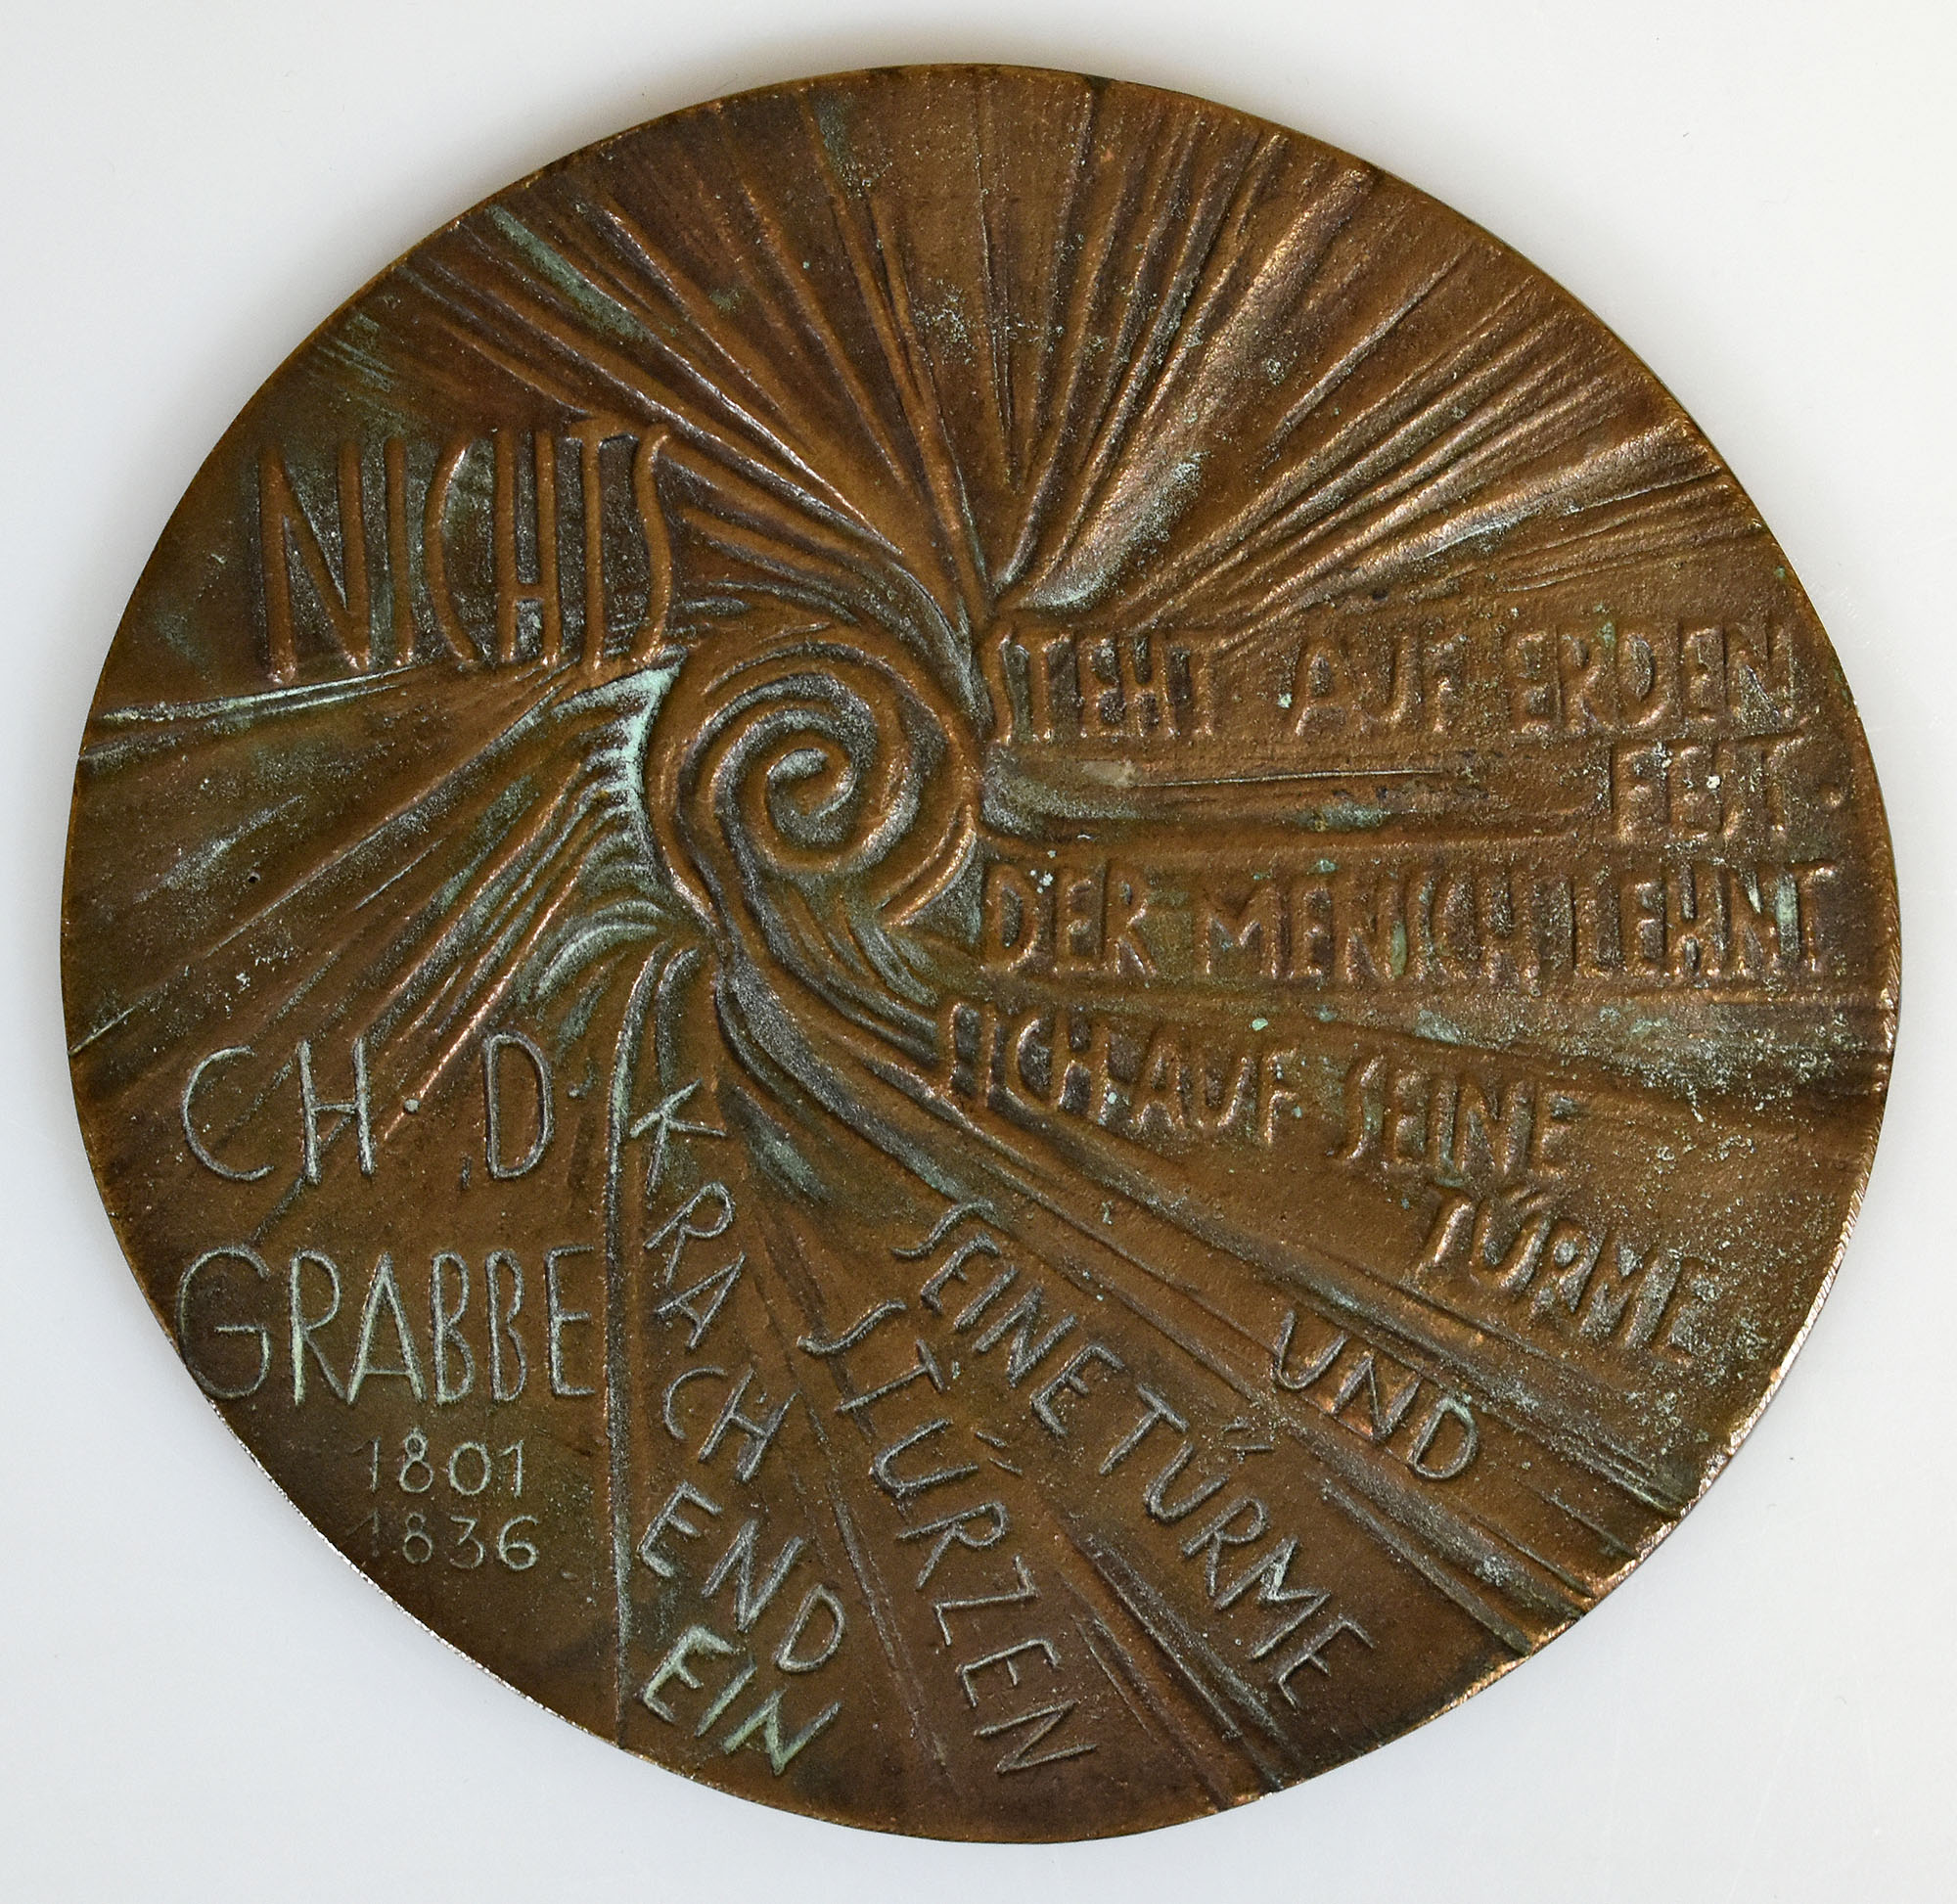 NICHTS
STEHT AUF ERDEN
FEST.
DER MENSCH LEHNT
SICH AUF SEINE
TÜRME
UND
SEINE TÜRME
STÜRZEN
KRACHEND
EIN
CH. D.
GRABBE
1801
1836